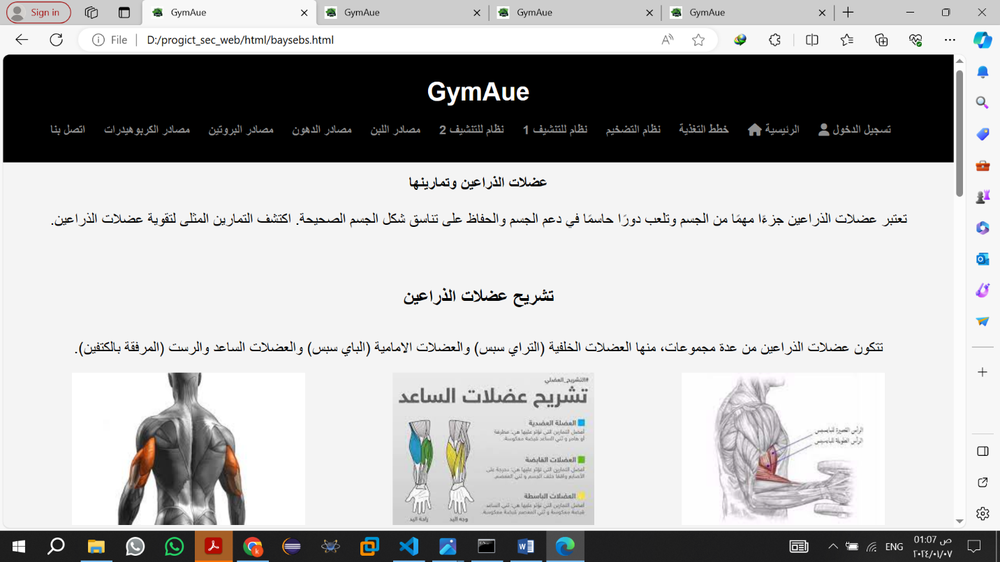 Sign in
GymAue
GymAue
GymAue
GymAue
File
D:/progict_sec_web/html/baysebs.html
GymAue
تسجيل الدخول الرئيسية خطط التغذية نظام التضخيم نظام للتنشيف 1 نظام للتنشيف 2 مصادر اللبن مصادر الدهون مصادر البروتين مصادر الكربوهيدرات اتصل بنا
عضلات الذراعين وتمارينها
تعتبر عضلات الذراعين جزءًا مهمًا من الجسم وتلعب دورًا حاسمًا في دعم الجسم والحفاظ على تناسق شكل الجسم الصحيحة. اكتشف التمارين المثلى لتقوية عضلات الذراعين.
تشريح عضلات الذراعين
تتكون عضلات الذراعين من عدة مجموعات، منها العضلات الخلفية (التراي سبس) والعضلات الامامية (الباي سبس) والعضلات الساعد والرست (المرفقة بالكتفين).
الرأس القصيرة للبايسبس
الرأس الطويلة للبايسبس
#التشريح_العضلي
تشريح عضلات الساعد
العضلة العضدية
أفضل التمارين التي تؤثر عليها هي: مطرقة
أو هامر و ثني الساعد قبضة معكوسة.
العضلات القابضة
أفضل التمارين التي تؤثر عليها هي: دحرجة على
الأصابع واقفا خلف الجسم و ثني المعصم.
العضلات الباسطة
أفضل التمارين التي تؤثر عليها هي: ثني الساعد
قبضة معكوسة و ثني المعصم قبضة معكوسة.
وجه اليد
راحة اليد
ENG
01:07 ص
٢٠٢٤/٠١/٠٧